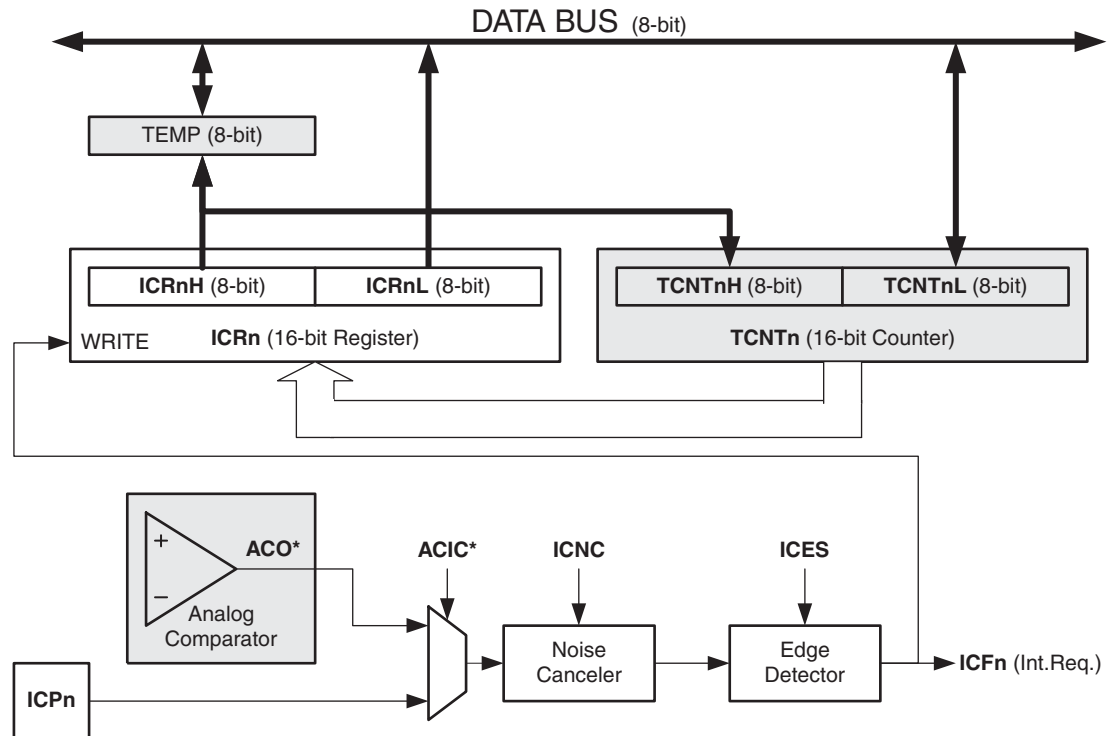 DATA BUS (8-bit)
TEMP (8-bit)
ICRnH (8-bit)
ICRnL (8-bit)
TCNTnH (8-bit)
TCNTnL (8-bit)
WRITE
ICRn (16-bit Register)
TCNTn (16-bit Counter)
+
−
ACO*
Analog
Comparator
ACIC*
ICNC
ICES
Noise
Canceler
Edge
Detector
ICFn (Int.Req.)
ICPn